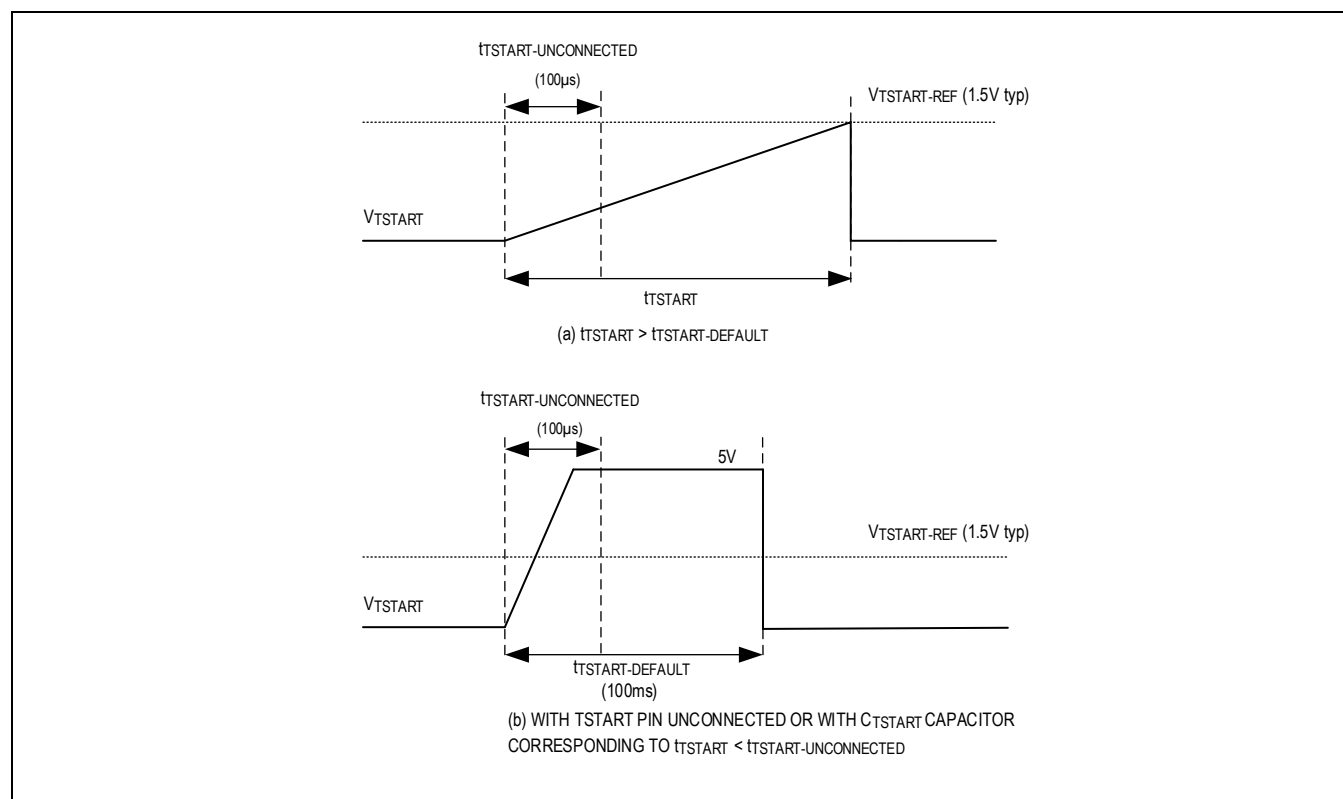 tTSTART-UNCONNECTED
(100µs)
VTSTART-REF (1.5V typ)
VTSTART
tTSTART
(a) tTSTART > tTSTART-DEFAULT
tTSTART-UNCONNECTED
(100µs)
5V
VTSTART-REF (1.5V typ)
VTSTART
tTSTART-DEFAULT
(100ms)
(b) WITH TSTART PIN UNCONNECTED OR WITH CTSTART CAPACITOR
CORRESPONDING TO tTSTART < tTSTART-UNCONNECTED